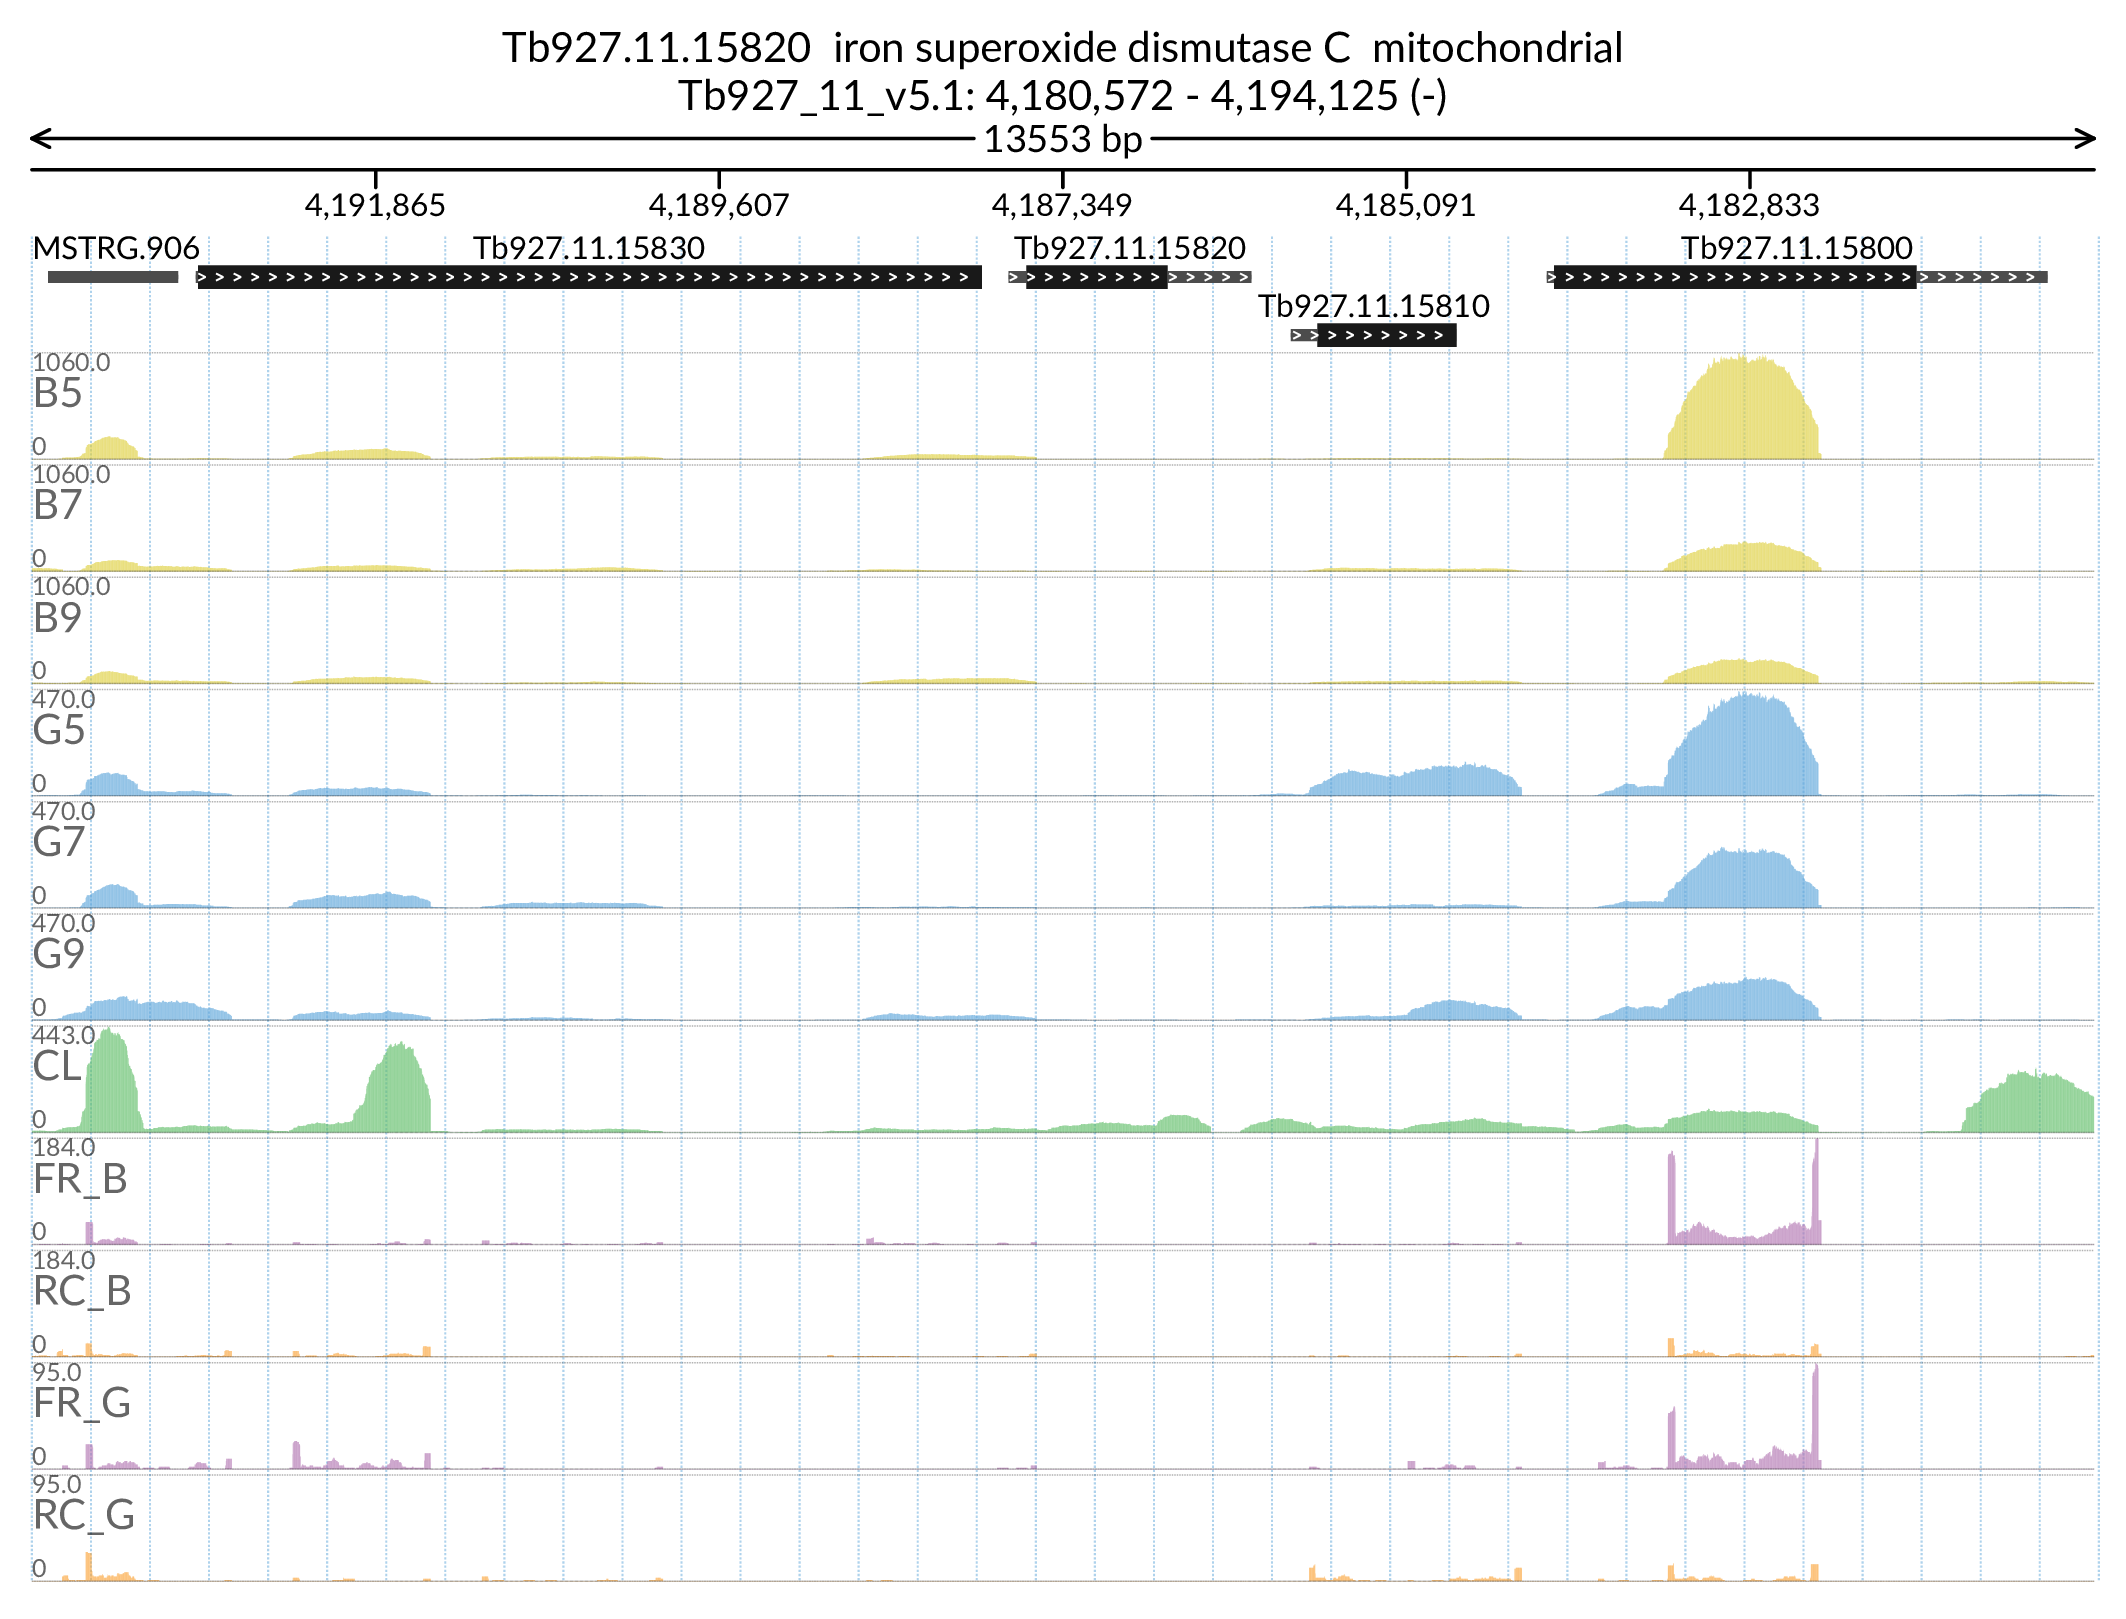 Tb927.11.15820  iron superoxide dismutase C  mitochondrial
Tb927_11_v5.1: 4,180,572 - 4,194,125 (-)
13553 bp
4,191,865 4,189,607 4,187,349 4,185,091 4,182,833
MSTRG.906 Tb927.11.15830 Tb927.11.15820 Tb927.11.15800
Tb927.11.15810
1060.0
B5
0
1060.0
B7
0
1060.0
B9
0
470.0
G5
0
470.0
G7
0
470.0
G9
0
443.0
CL
0
184.0
FR_B
0
184.0
RC_B
0
95.0
FR_G
0
95.0
RC_G
0